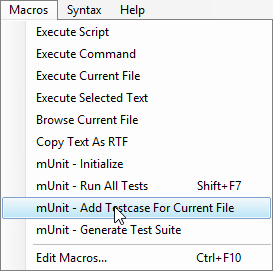 Macros Syntax Help
Execute Script
Execute Command
Execute Current File
Execute Selected Text
Browse Current File
Copy Text As RTF
mUnit - Initialize
mUnit - Run All Tests Shift+F7
mUnit - Add Testcase For Current File
mUnit - Generate Test Suite
Edit Macros... Ctrl+F10